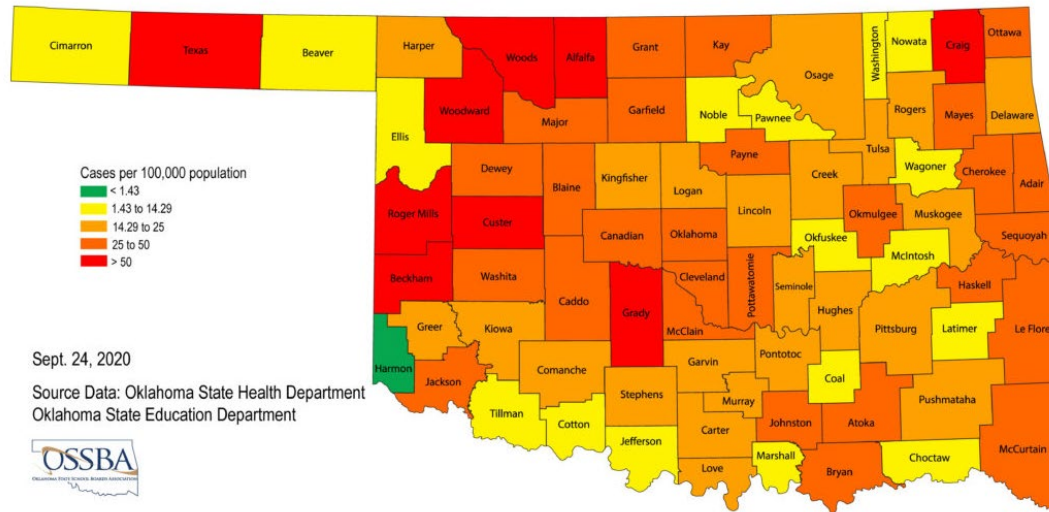 Cimarron
Texas
Beaver
Harper
Woods
Alfalfa
Grant
Kay
Osage
Washington
Nowata
Craig
Ottawa
Ellis
Woodward
Major
Garfield
Noble
Pawnee
Rogers
Mayes
Delaware
Cases per 100,000 population
< 1.43
1.43 to 14.29
14.29 to 25
25 to 50
> 50
Roger Mills
Dewey
Custer
Blaine
Kingfisher
Logan
Payne
Lincoln
Creek
Tulsa
Wagoner
Cherokee
Adair
Beckham
Washita
Canadian
Oklahoma
Okfuskee
Okmulgee
Muskogee
Sequoyah
McIntosh
Caddo
Grady
Cleveland
McClain
Pottawatomie
Seminole
Hughes
Pittsburg
Haskell
Latimer
Le Flore
Harmon
Greer
Kiowa
Jackson
Comanche
Tillman
Cotton
Stephens
Jefferson
Garvin
Murray
Carter
Love
Pontotoc
Coal
Johnston
Marshall
Atoka
Bryan
Pushmataha
Choctaw
McCurtain
Sept. 24, 2020
Source Data: Oklahoma State Health Department
Oklahoma State Education Department
OSSBA
OKLAHOMA STATE SCHOOL BOARDS ASSOCIATION